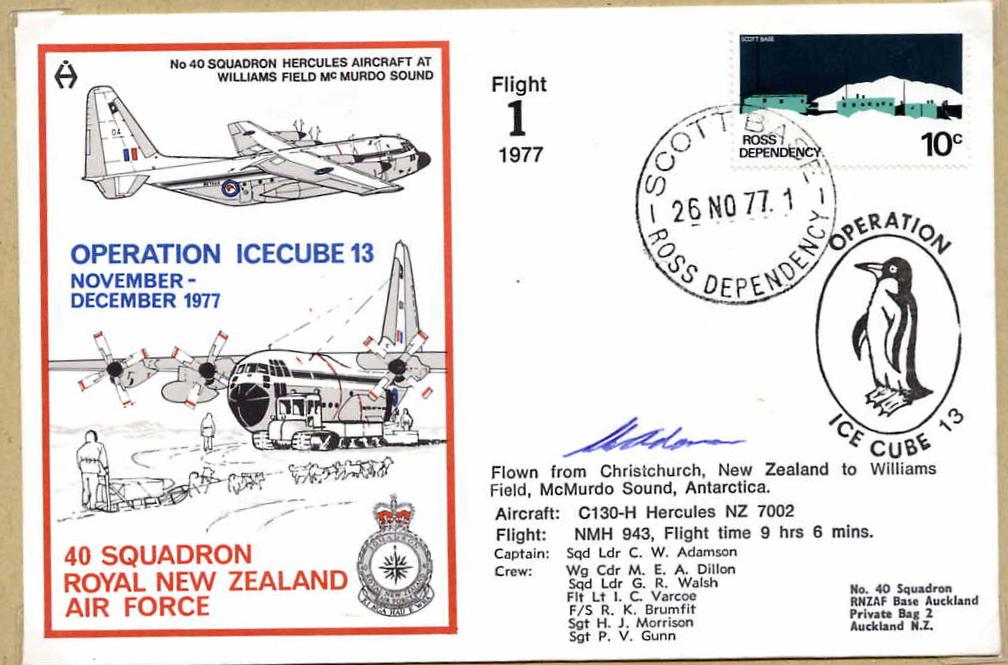 No 40 SQUADRON HERCULES AIRCRAFT AT
WILLIAMS FIELD Mc MURDO SOUND
04
OPERATION ICECUBE 13
NOVEMBER -
DECEMBER 1977
40 SQUADRON
ROYAL NEW ZEALAND
AIR FORCE
Flight
1
1977
SCOTT BASE
ROSS
DEPENDENCY
10c
SCOTT BASE
26 NO 77. 1
ROSS DEPENDENCY
OPERATION
ICE CUBE 13
Flown from Christchurch, New Zealand to Williams
Field, McMurdo Sound, Antarctica.
Aircraft: C130-H Hercules NZ 7002
Flight: NMH 943, Flight time 9 hrs 6 mins.
Captain: Sqd Ldr C. W. Adamson
Crew: Wg Cdr M. E. A. Dillon
Sqd Ldr G. R. Walsh
Flt Lt I. C. Varcoe
F/S R. K. Brumfit
Sgt H. J. Morrison
Sgt P. V. Gunn
No. 40 Squadron
RNZAF Base Auckland
Private Bag 2
Auckland N.Z.